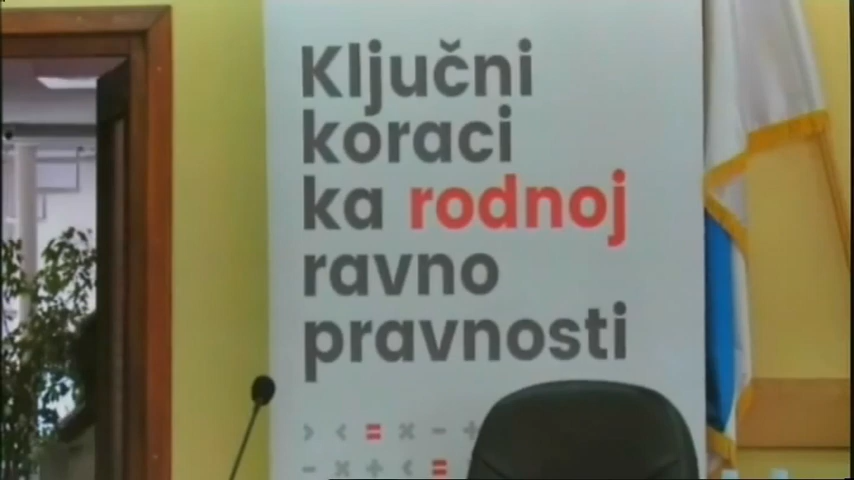 Ključni
koraci
ka rodnoj
ravno
pravnosti
> < = × - +
- × + < =